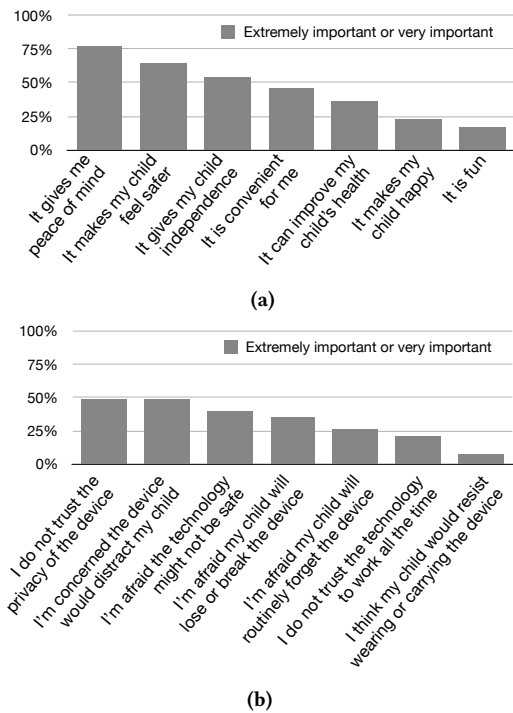 100%
75%
50%
25%
0%
Extremely important or very important
It gives me
peace of mind
It makes my child
feel safer
It gives my child
independence
It is convenient
for me
It can improve my
child's health
It makes my
child happy
It is fun
(a)
100%
75%
50%
25%
0%
Extremely important or very important
I do not trust the
privacy of the device
I'm concerned the device
would distract my child
I'm afraid the technology
might not be safe
I'm afraid my child will
lose or break the device
I'm afraid my child will
routinely forget the device
I do not trust the technology
to work all the time
I think my child would resist
wearing or carrying the device
(b)